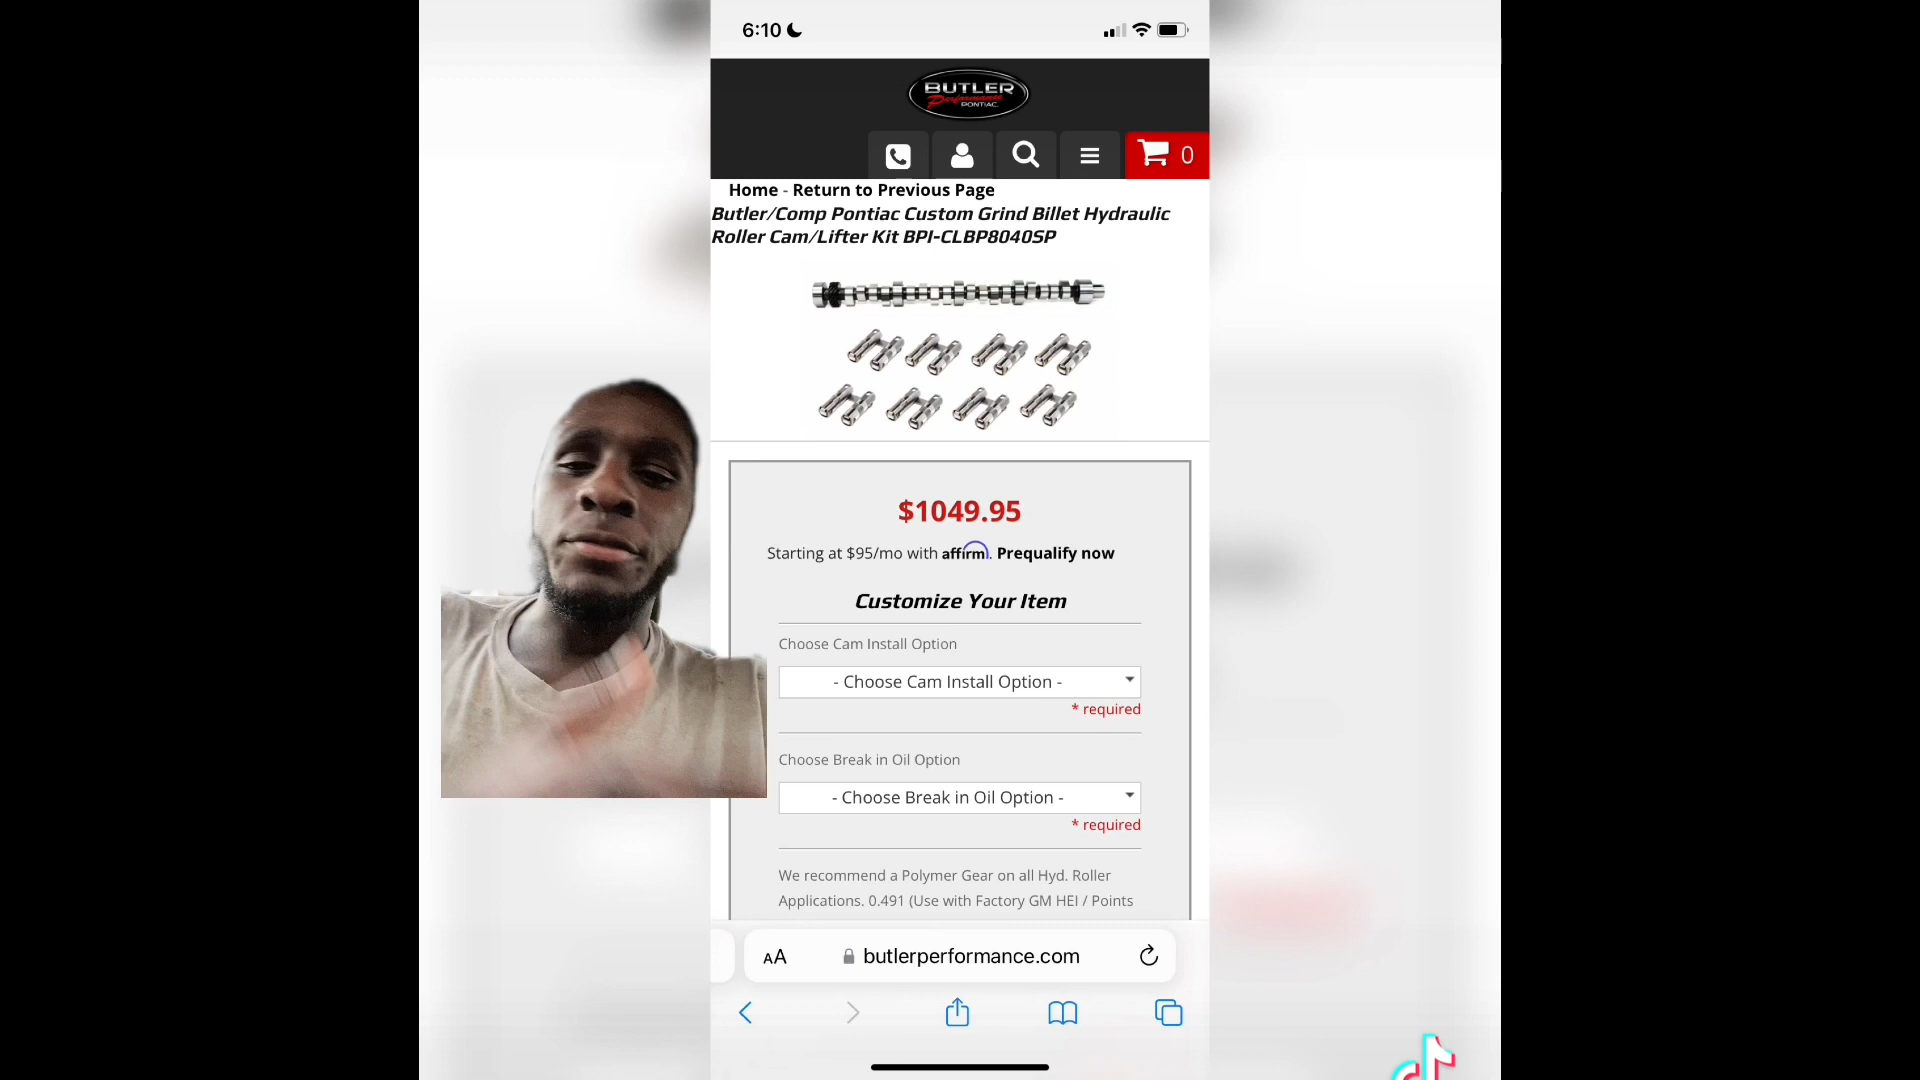 6:10
BUTLER
Performance
PONTIAC
0
Home - Return to Previous Page
Butler/Comp Pontiac Custom Grind Billet Hydraulic
Roller Cam/Lifter Kit BPI-CLBP8040SP
$1049.95
Starting at $95/mo with affirm. Prequalify now
Customize Your Item
Choose Cam Install Option
- Choose Cam Install Option -
* required
Choose Break in Oil Option
- Choose Break in Oil Option -
* required
We recommend a Polymer Gear on all Hyd. Roller
Applications. 0.491 (Use with Factory GM HEI / Points
AA butlerperformance.com